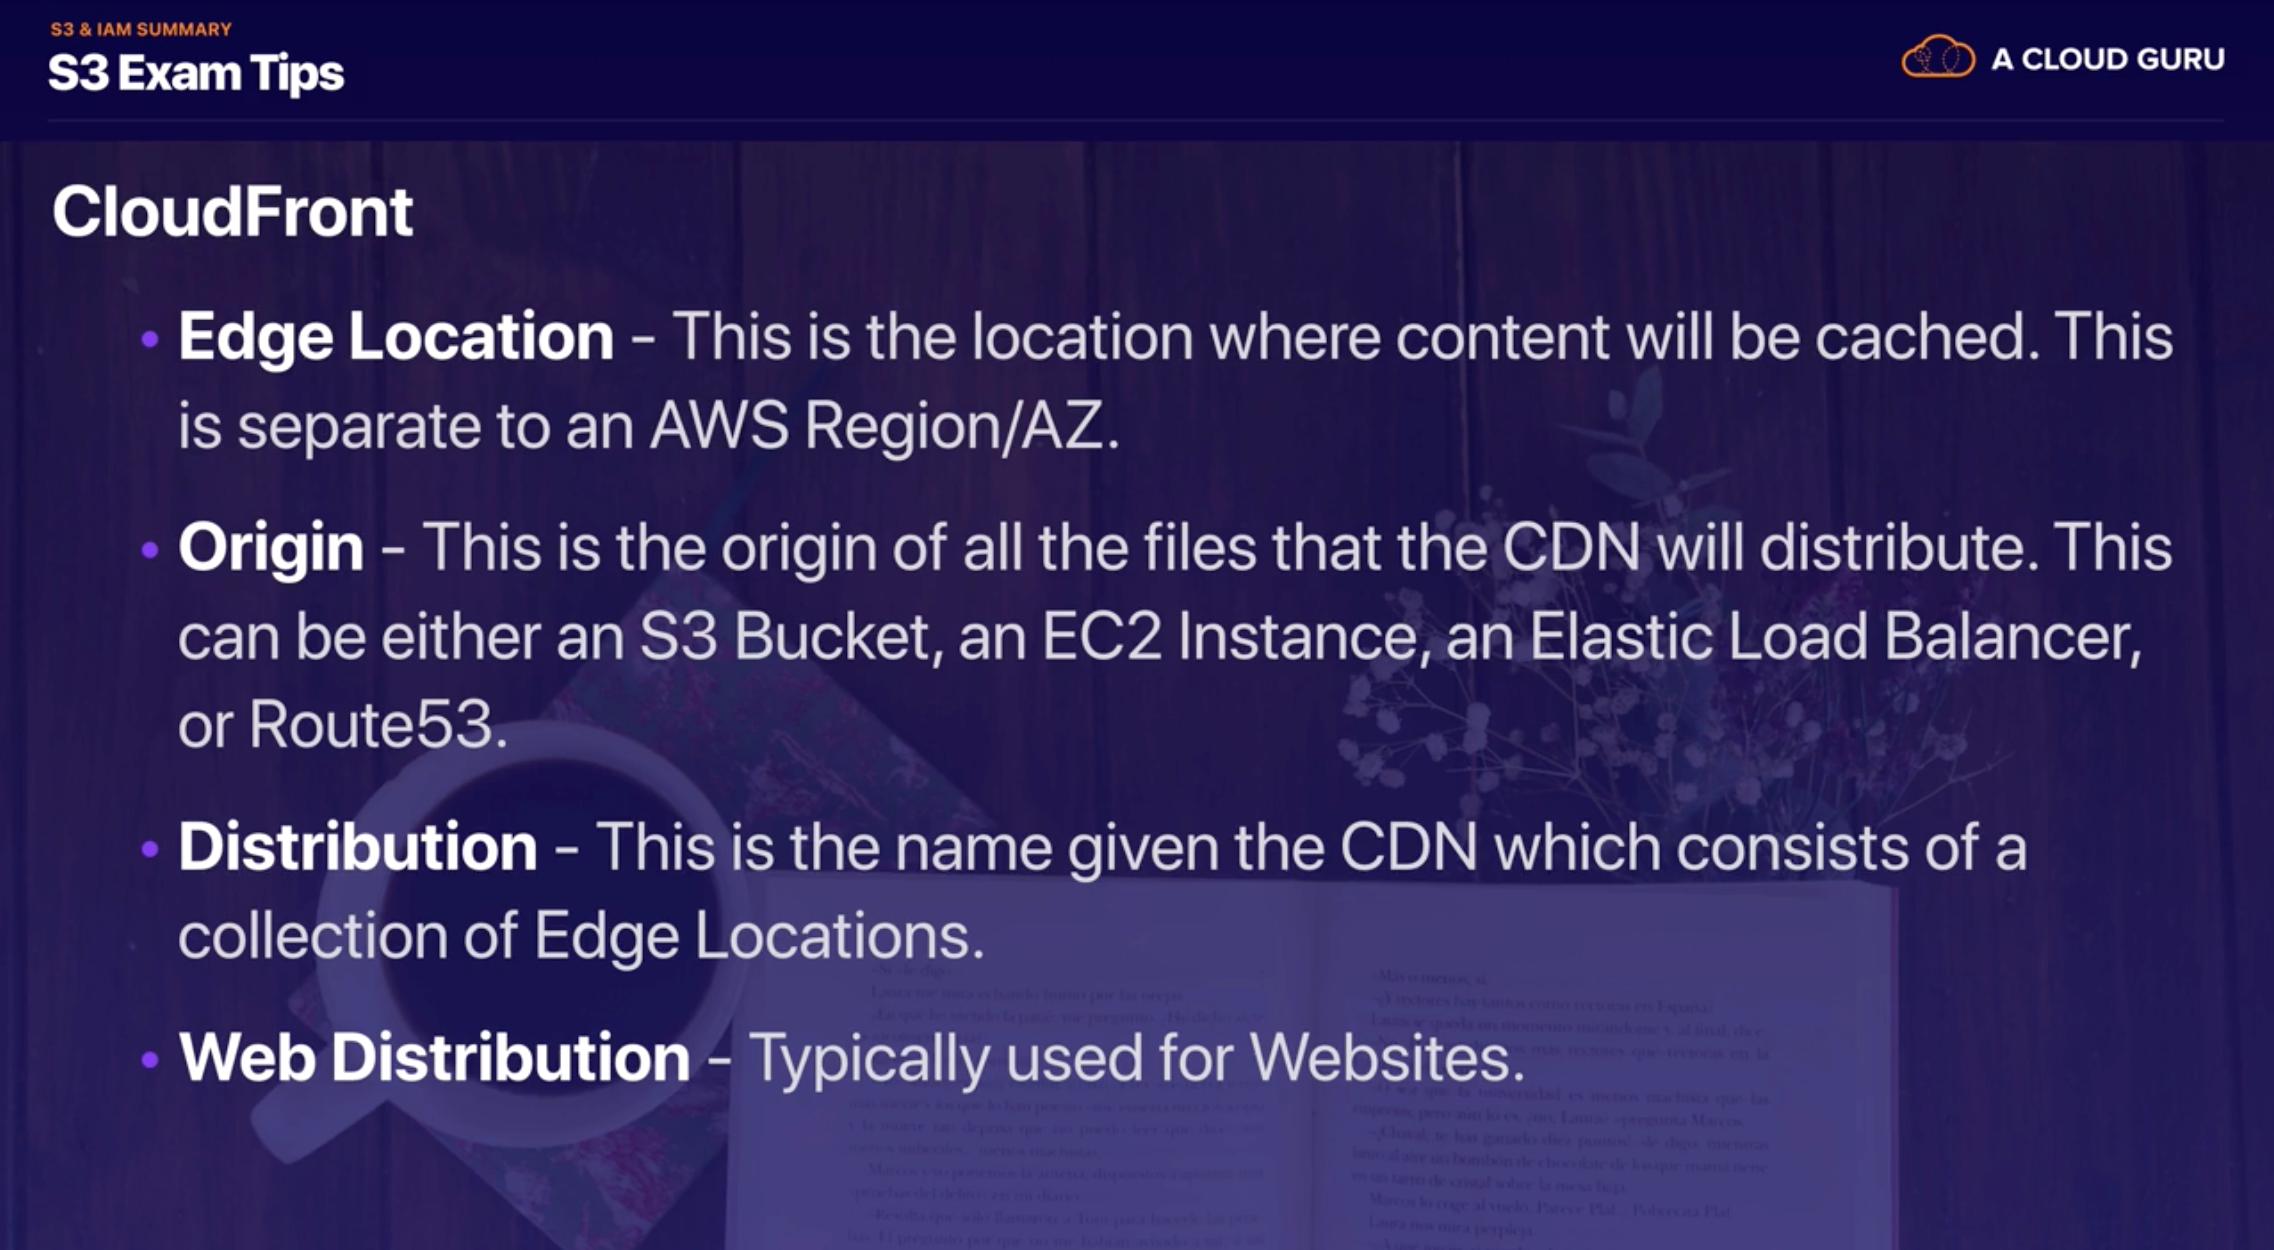 S3 & IAM SUMMARY
S3 Exam Tips
A CLOUD GURU
CloudFront
• Edge Location - This is the location where content will be cached. This
is separate to an AWS Region/AZ.
• Origin - This is the origin of all the files that the CDN will distribute. This
can be either an S3 Bucket, an EC2 Instance, an Elastic Load Balancer,
or Route53.
• Distribution - This is the name given the CDN which consists of a
collection of Edge Locations.
• Web Distribution - Typically used for Websites.